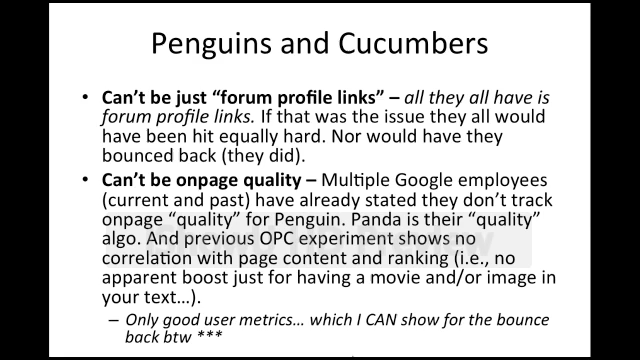 Penguins and Cucumbers
• Can't be just “forum profile links” – all they all have is
forum profile links. If that was the issue they all would
have been hit equally hard. Nor would have they
bounced back (they did).
• Can't be onpage quality – Multiple Google employees
(current and past) have already stated they don't track
onpage “quality” for Penguin. Panda is their “quality”
algo. And previous OPC experiment shows no
correlation with page content and ranking (i.e., no
apparent boost just for having a movie and/or image in
your text…).
– Only good user metrics… which I CAN show for the bounce
back btw ***